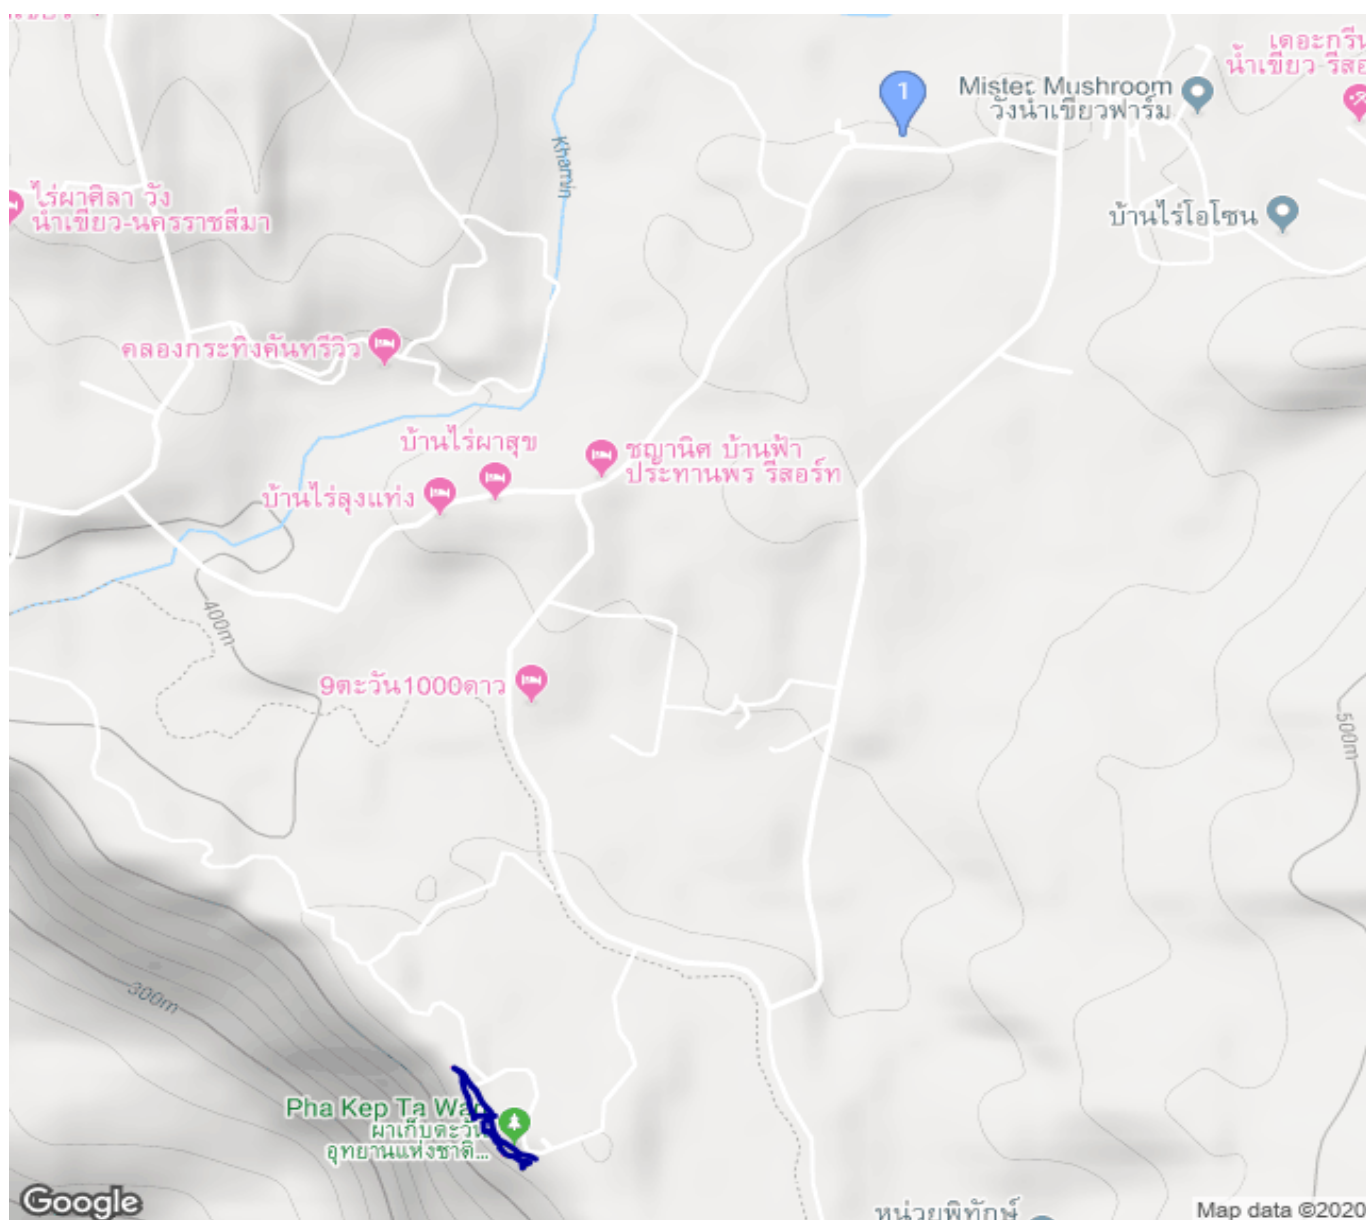 เดอะกรีน
น้ำเขียว รีสอ
1
Mister Mushroom
วังน้ำเขียวฟาร์ม
Khamin
ไร่ผาศิลา วัง
น้ำเขียว-นครราชสีมา
บ้านไร่โอโซน
คลองกระทิงคันทรีวิว
บ้านไร่ผาสุข
ชญานิศ บ้านฟ้า
ประทานพร รีสอร์ท
บ้านไร่ลุงแท่ง
400m
9ตะวัน1000ดาว
500m
300m
Pha Kep Ta Wan
ผาเก็บตะวัน
อุทยานแห่งชาติ...
Google
หน่วยพิทักษ์
Map data ©2020